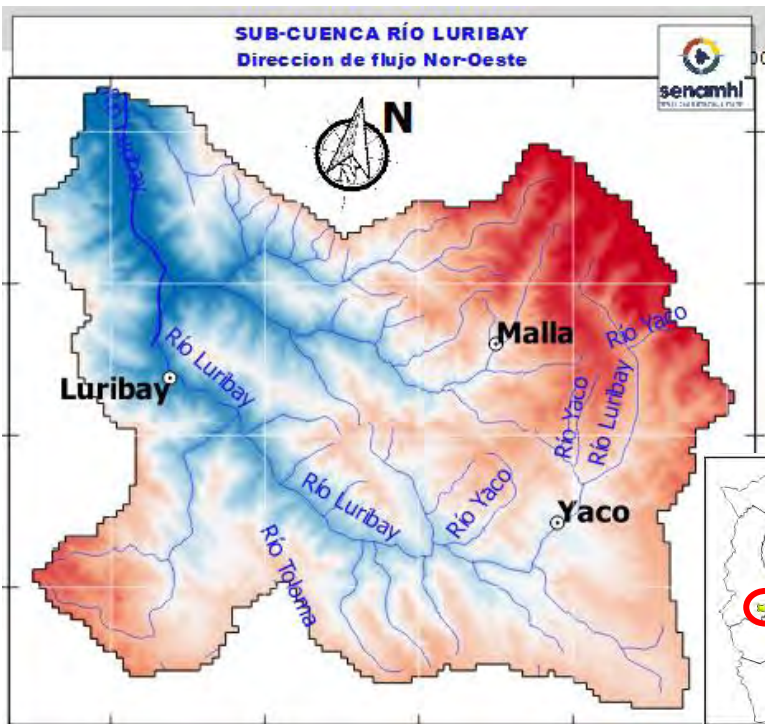 SUB-CUENCA RÍO LURIBAY
Direccion de flujo Nor-Oeste
senamhi
N
Luribay
Río Yaco
Malla
Río Luribay
Luribay
Río Yaco
Río Luribay
Río Yaco
Río Luribay
Yaco
Río Toloma